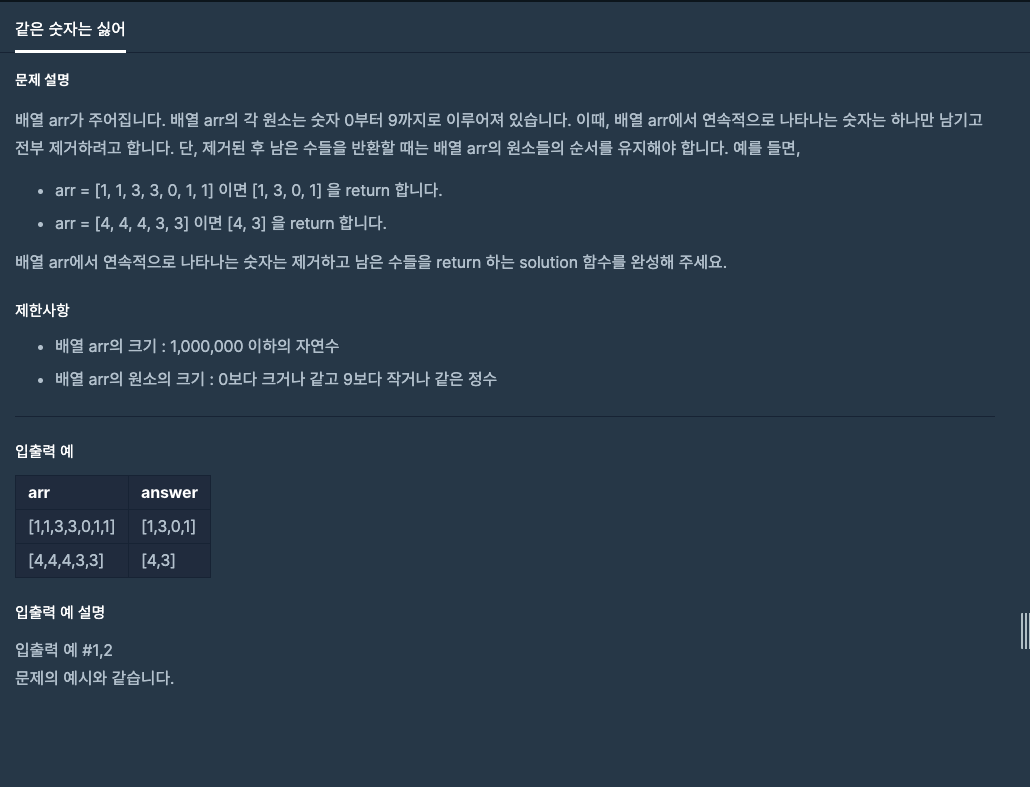 같은 숫자는 싫어
문제 설명
배열 arr가 주어집니다. 배열 arr의 각 원소는 숫자 0부터 9까지로 이루어져 있습니다. 이때, 배열 arr에서 연속적으로 나타나는 숫자는 하나만 남기고
전부 제거하려고 합니다. 단, 제거된 후 남은 수들을 반환할 때는 배열 arr의 원소들의 순서를 유지해야 합니다. 예를 들면,
• arr = [1, 1, 3, 3, 0, 1, 1] 이면 [1, 3, 0, 1] 을 return 합니다.
• arr = [4, 4, 4, 3, 3] 이면 [4, 3] 을 return 합니다.
배열 arr에서 연속적으로 나타나는 숫자는 제거하고 남은 수들을 return 하는 solution 함수를 완성해 주세요.
제한사항
• 배열 arr의 크기 : 1,000,000 이하의 자연수
• 배열 arr의 원소의 크기 : 0보다 크거나 같고 9보다 작거나 같은 정수
입출력 예
arr answer
[1,1,3,3,0,1,1] [1,3,0,1]
[4,4,4,3,3] [4,3]
입출력 예 설명
입출력 예 #1,2
문제의 예시와 같습니다.